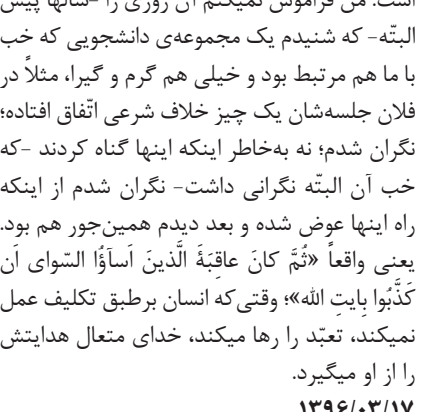 است. من فراموش نمیکنم آن روزی را -سالها پیش
البتّه- که شنیدم یک مجموعه‌ی دانشجویی که خب
با ما هم مرتبط بود و خیلی هم گرم و گیرا، مثلاً در
فلان جلسه‌شان یک چیز خلاف شرعی اتّفاق افتاده؛
نگران شدم؛ نه به‌خاطر اینکه اینها گناه کردند -که
خب آن البتّه نگرانی داشت- نگران شدم از اینکه
راه اینها عوض شده و بعد دیدم همین‌جور هم بود.
یعنی واقعاً «ثُمَّ کانَ عاقِبَةَ الَّذینَ اَسآؤُا السّوای اَن
کَذَّبُوا بِایتِ الله»؛ وقتی‌که انسان برطبق تکلیف عمل
نمیکند، تعبّد را رها میکند، خدای متعال هدایتش
را از او میگیرد.
۱۳۹۶/۰۳/۱۷